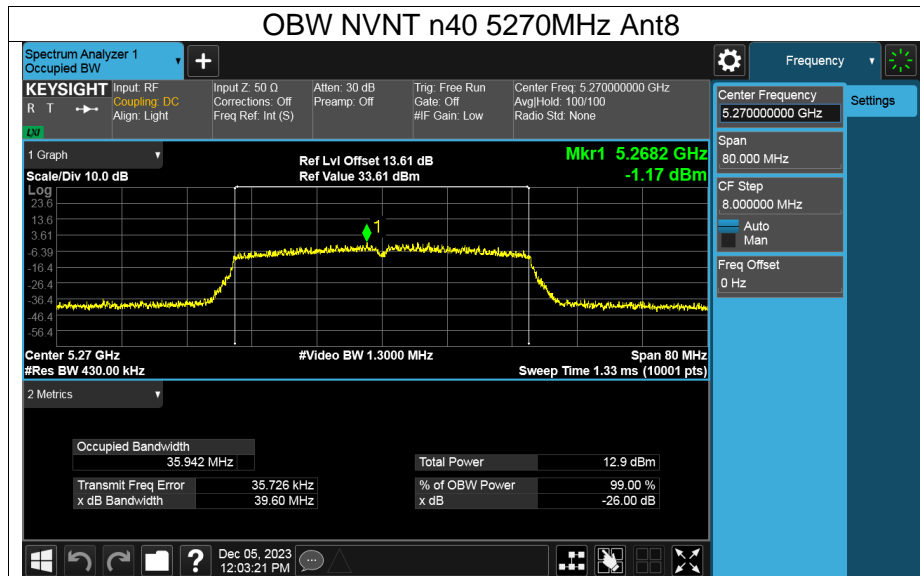 OBW NVNT n40 5270MHz Ant8
Spectrum Analyzer 1
Occupied BW
+
Frequency
KEYSIGHT
R T
LXI
Input: RF
Coupling: DC
Align: Light
Input Z: 50 Ω
Corrections: Off
Freq Ref: Int (S)
Atten: 30 dB
Preamp: Off
Trig: Free Run
Gate: Off
#IF Gain: Low
Center Freq: 5.270000000 GHz
Avg|Hold: 100/100
Radio Std: None
Center Frequency
5.270000000 GHz
Settings
Span
80.000 MHz
CF Step
8.000000 MHz
Auto
Man
Freq Offset
0 Hz
1 Graph
Scale/Div 10.0 dB
Ref Lvl Offset 13.61 dB
Ref Value 33.61 dBm
Mkr1 5.2682 GHz
-1.17 dBm
Log
23.6
13.6
3.61
-6.39
-16.4
-26.4
-36.4
-46.4
-56.4
1
Center 5.27 GHz
#Video BW 1.3000 MHz
Span 80 MHz
#Res BW 430.00 kHz
Sweep Time 1.33 ms (10001 pts)
2 Metrics
Occupied Bandwidth
35.942 MHz
Total Power 12.9 dBm
Transmit Freq Error 35.726 kHz
% of OBW Power 99.00 %
x dB Bandwidth 39.60 MHz
x dB -26.00 dB
?
Dec 05, 2023
12:03:21 PM